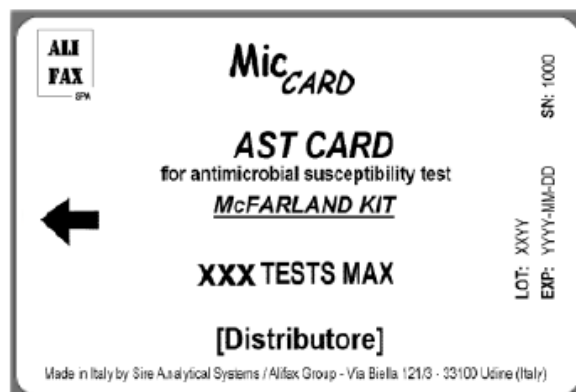 ALI
FAX
SPA
Mic
CARD
AST CARD
for antimicrobial susceptibility test
McFARLAND KIT
XXX TESTS MAX
[Distributore]
Made in Italy by Sire Analytical Systems / Alifax Group - Via Biella 121/3 - 33100 Udine (Italy)
LOT: XXYY
EXP: YYYY-MM-DD
SN: 1000